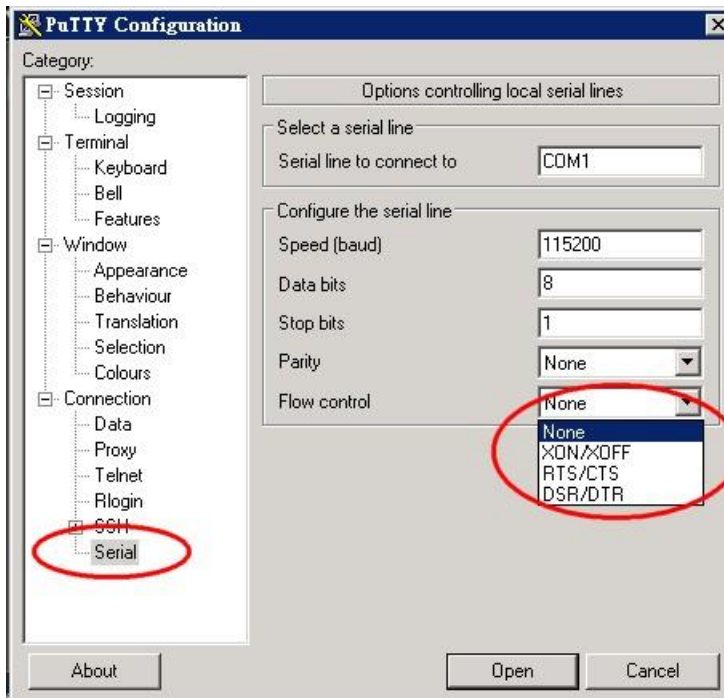 PuTTY Configuration
Category:
Session
Logging
Terminal
Keyboard
Bell
Features
Window
Appearance
Behaviour
Translation
Selection
Colours
Connection
Data
Proxy
Telnet
Rlogin
SSH
Serial
Options controlling local serial lines
Select a serial line
Serial line to connect to COM1
Configure the serial line
Speed (baud) 115200
Data bits 8
Stop bits 1
Parity None
Flow control None
None
XON/XOFF
RTS/CTS
DSR/DTR
About Open Cancel